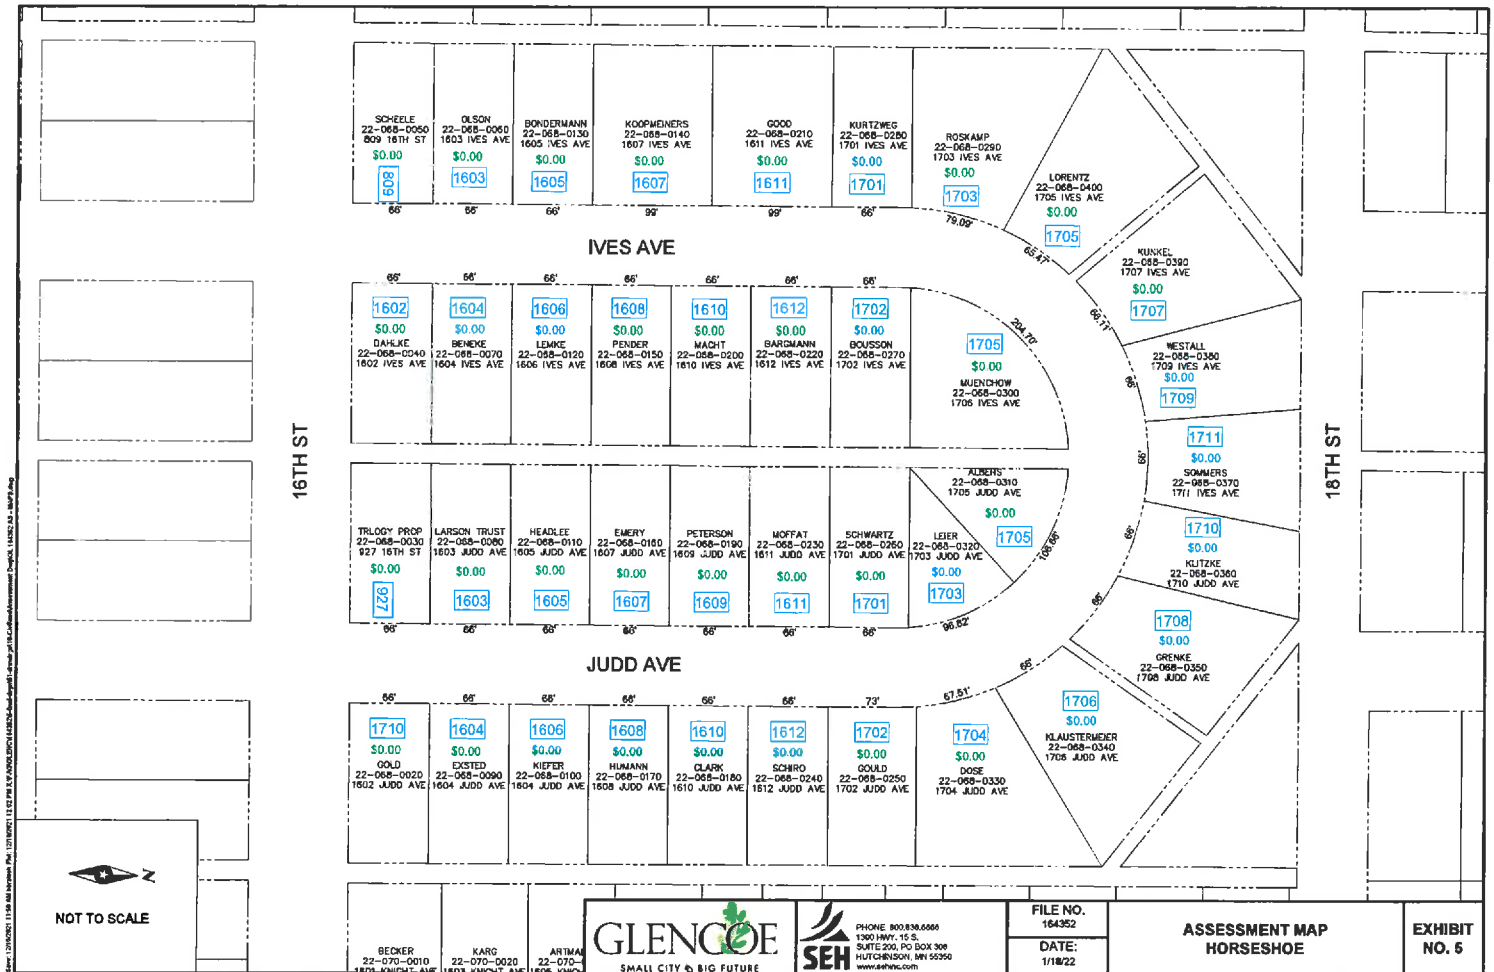 SCHEELE
22-068-0050
809 16TH ST
$0.00
809
66'
OLSON
22-068-0060
1603 IVES AVE
$0.00
1603
66'
BONDERMANN
22-068-0130
1605 IVES AVE
$0.00
1605
66'
KOOPMEINERS
22-068-0140
1607 IVES AVE
$0.00
1607
99'
GOOD
22-068-0210
1611 IVES AVE
$0.00
1611
99'
KURTZWEG
22-068-0280
1701 IVES AVE
$0.00
1701
66'
ROSKAMP
22-068-0290
1703 IVES AVE
$0.00
1703
79.09'
LORENTZ
22-068-0400
1705 IVES AVE
$0.00
1705
65.47'
KUNKEL
22-068-0390
1707 IVES AVE
$0.00
1707
66.11'
WESTALL
22-068-0380
1709 IVES AVE
$0.00
1709
66'
1711
$0.00
SOMMERS
22-068-0370
1711 IVES AVE
66'
1710
$0.00
KLITZKE
22-068-0360
1710 JUDD AVE
66'
1708
$0.00
GRENKE
22-068-0350
1708 JUDD AVE
66'
1706
$0.00
KLAUSTERMEIER
22-068-0340
1706 JUDD AVE
66'
IVES AVE
66'
1602
$0.00
DAHLKE
22-068-0040
1602 IVES AVE
66'
1604
$0.00
BENEKE
22-068-0070
1604 IVES AVE
66'
1606
$0.00
LEMKE
22-068-0120
1606 IVES AVE
66'
1608
$0.00
PENDER
22-068-0150
1608 IVES AVE
66'
1610
$0.00
MACHT
22-068-0200
1610 IVES AVE
66'
1612
$0.00
BARGMANN
22-068-0220
1612 IVES AVE
66'
1702
$0.00
BOUSSON
22-068-0270
1702 IVES AVE
204.70'
1705
$0.00
MUENCHOW
22-068-0300
1706 IVES AVE
16TH ST
18TH ST
TRLOGY PROP
22-068-0030
927 16TH ST
$0.00
927
66'
LARSON TRUST
22-068-0080
1603 JUDD AVE
$0.00
1603
66'
HEADLEE
22-068-0110
1605 JUDD AVE
$0.00
1605
66'
EMERY
22-068-0160
1607 JUDD AVE
$0.00
1607
66'
PETERSON
22-068-0190
1609 JUDD AVE
$0.00
1609
66'
MOFFAT
22-068-0230
1611 JUDD AVE
$0.00
1611
66'
SCHWARTZ
22-068-0260
1701 JUDD AVE
$0.00
1701
66'
LEIER
22-068-0320
1703 JUDD AVE
$0.00
1703
96.62'
ALBERS
22-068-0310
1705 JUDD AVE
$0.00
1705
JUDD AVE
66'
1710
$0.00
GOLD
22-068-0020
1602 JUDD AVE
66'
1604
$0.00
EXSTED
22-068-0090
1604 JUDD AVE
66'
1606
$0.00
KIEFER
22-068-0100
1604 JUDD AVE
66'
1608
$0.00
HUMANN
22-068-0170
1608 JUDD AVE
66'
1610
$0.00
CLARK
22-068-0180
1610 JUDD AVE
66'
1612
$0.00
SCHIRO
22-068-0240
1612 JUDD AVE
73'
1702
$0.00
GOULD
22-068-0250
1702 JUDD AVE
67.51'
1704
$0.00
DOSE
22-068-0330
1704 JUDD AVE
N
NOT TO SCALE
BECKER
22-070-0010
KARG
22-070-0020
ARTMA
22-070-
GLENCOE
SMALL CITY BIG FUTURE
SEH
PHONE 800.838.8666
1390 HWY. 15 S.
SUITE 200, PO BOX 308
HUTCHINSON, MN 55350
www.sehinc.com
FILE NO.
164352
DATE:
1/18/22
ASSESSMENT MAP
HORSESHOE
EXHIBIT
NO. 5